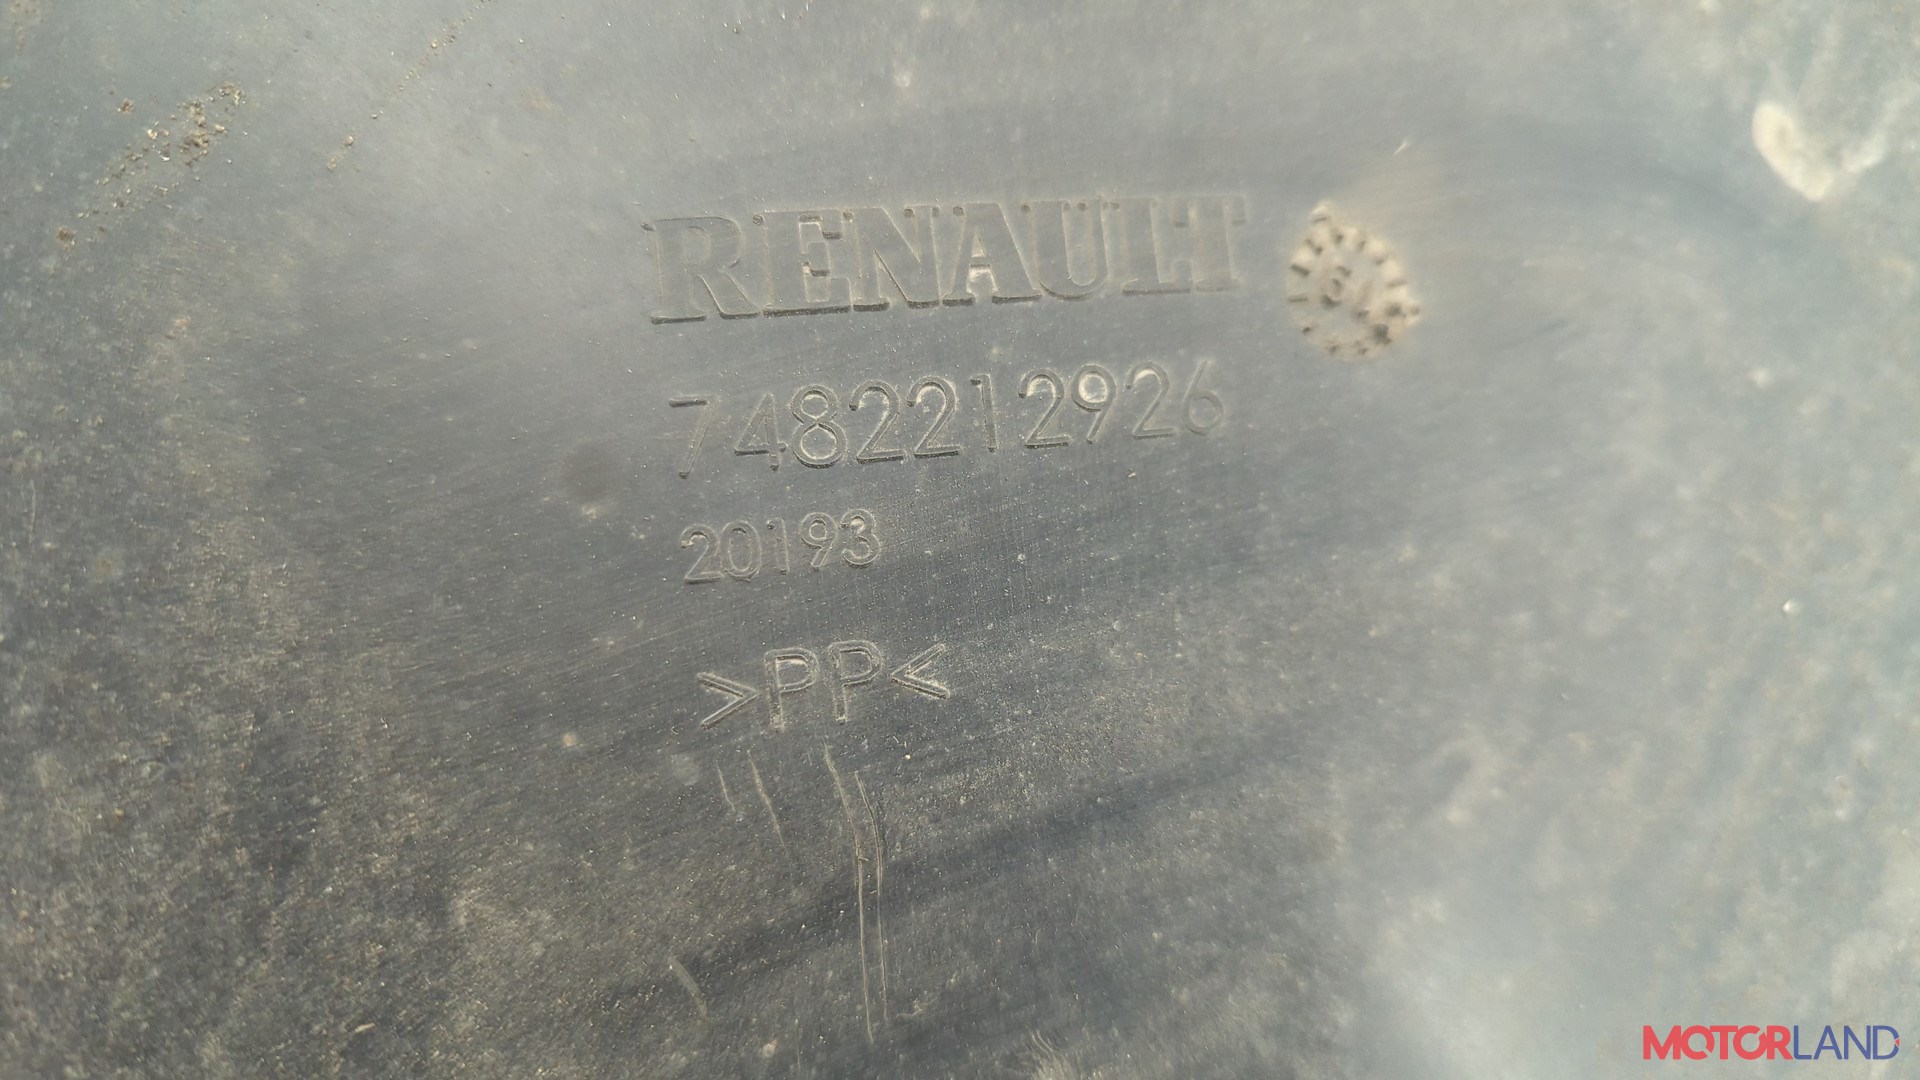 RENAULT
7482212926
20193
>PP<
MOTORLAND